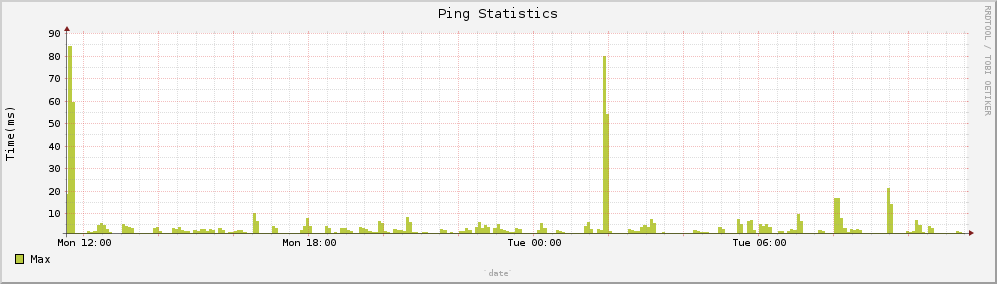 Ping Statistics
RRDTOOL / TOBI OETIKER
Time(ms)
90
80
70
60
50
40
30
20
10
Mon 12:00 Mon 18:00 Tue 00:00 Tue 06:00
Max
`date`